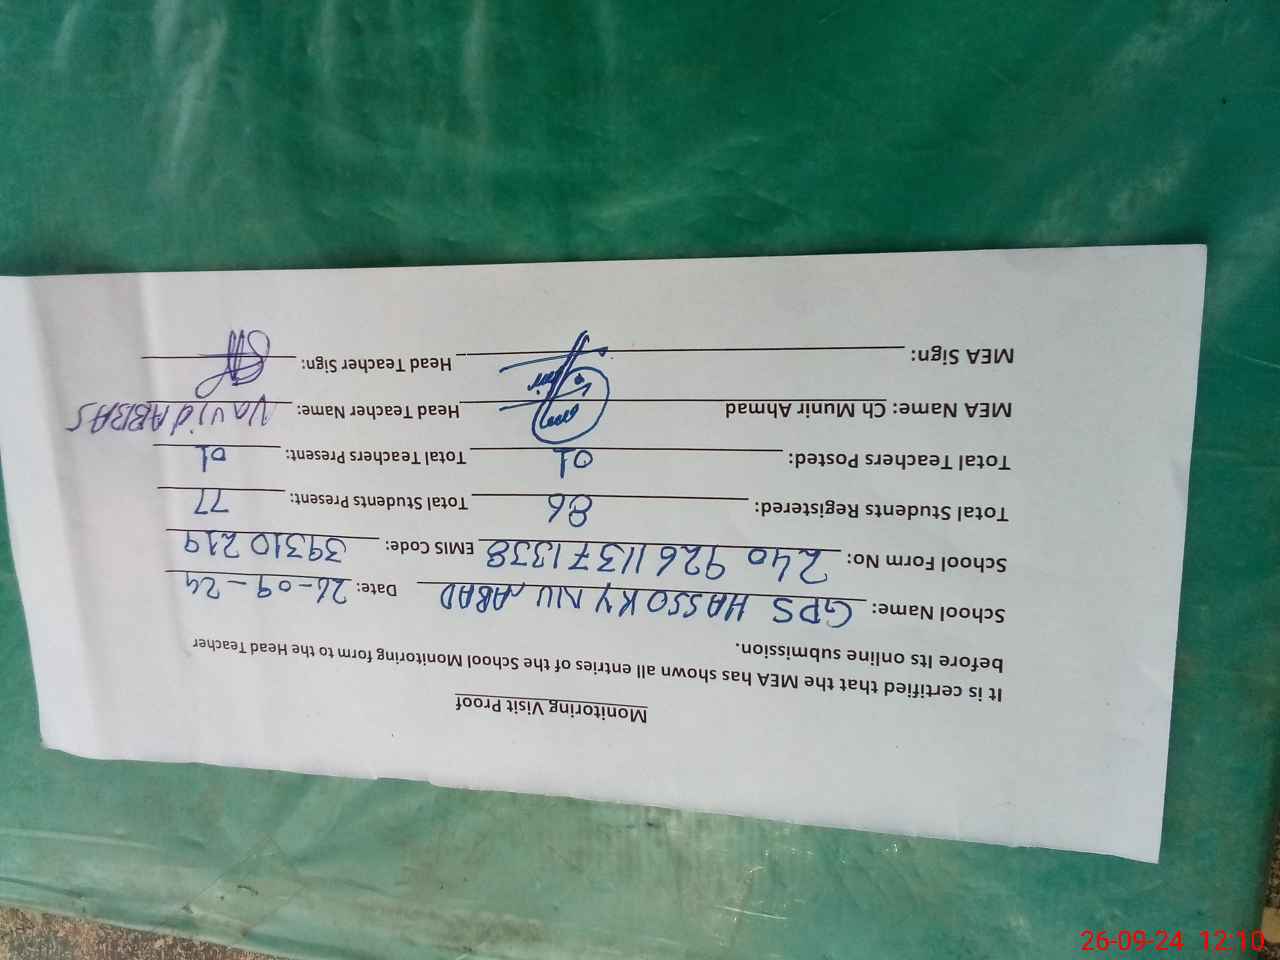 Monitoring Visit Proof
It is certified that the MEA has shown all entries of the School Monitoring form to the Head Teacher
before Its online submission.
School Name: GPS HASSOKY NW ABAD Date: 26-09-24
School Form No: 240 92611371338 EMIS Code: 39310219
Total Students Registered: 86 Total Students Present: 77
Total Teachers Posted: 01 Total Teachers Present: 01
MEA Name: Ch Munir Ahmad Head Teacher Name: Navid ABBAS
MEA Sign: Head Teacher Sign:
26-09-24 12:10